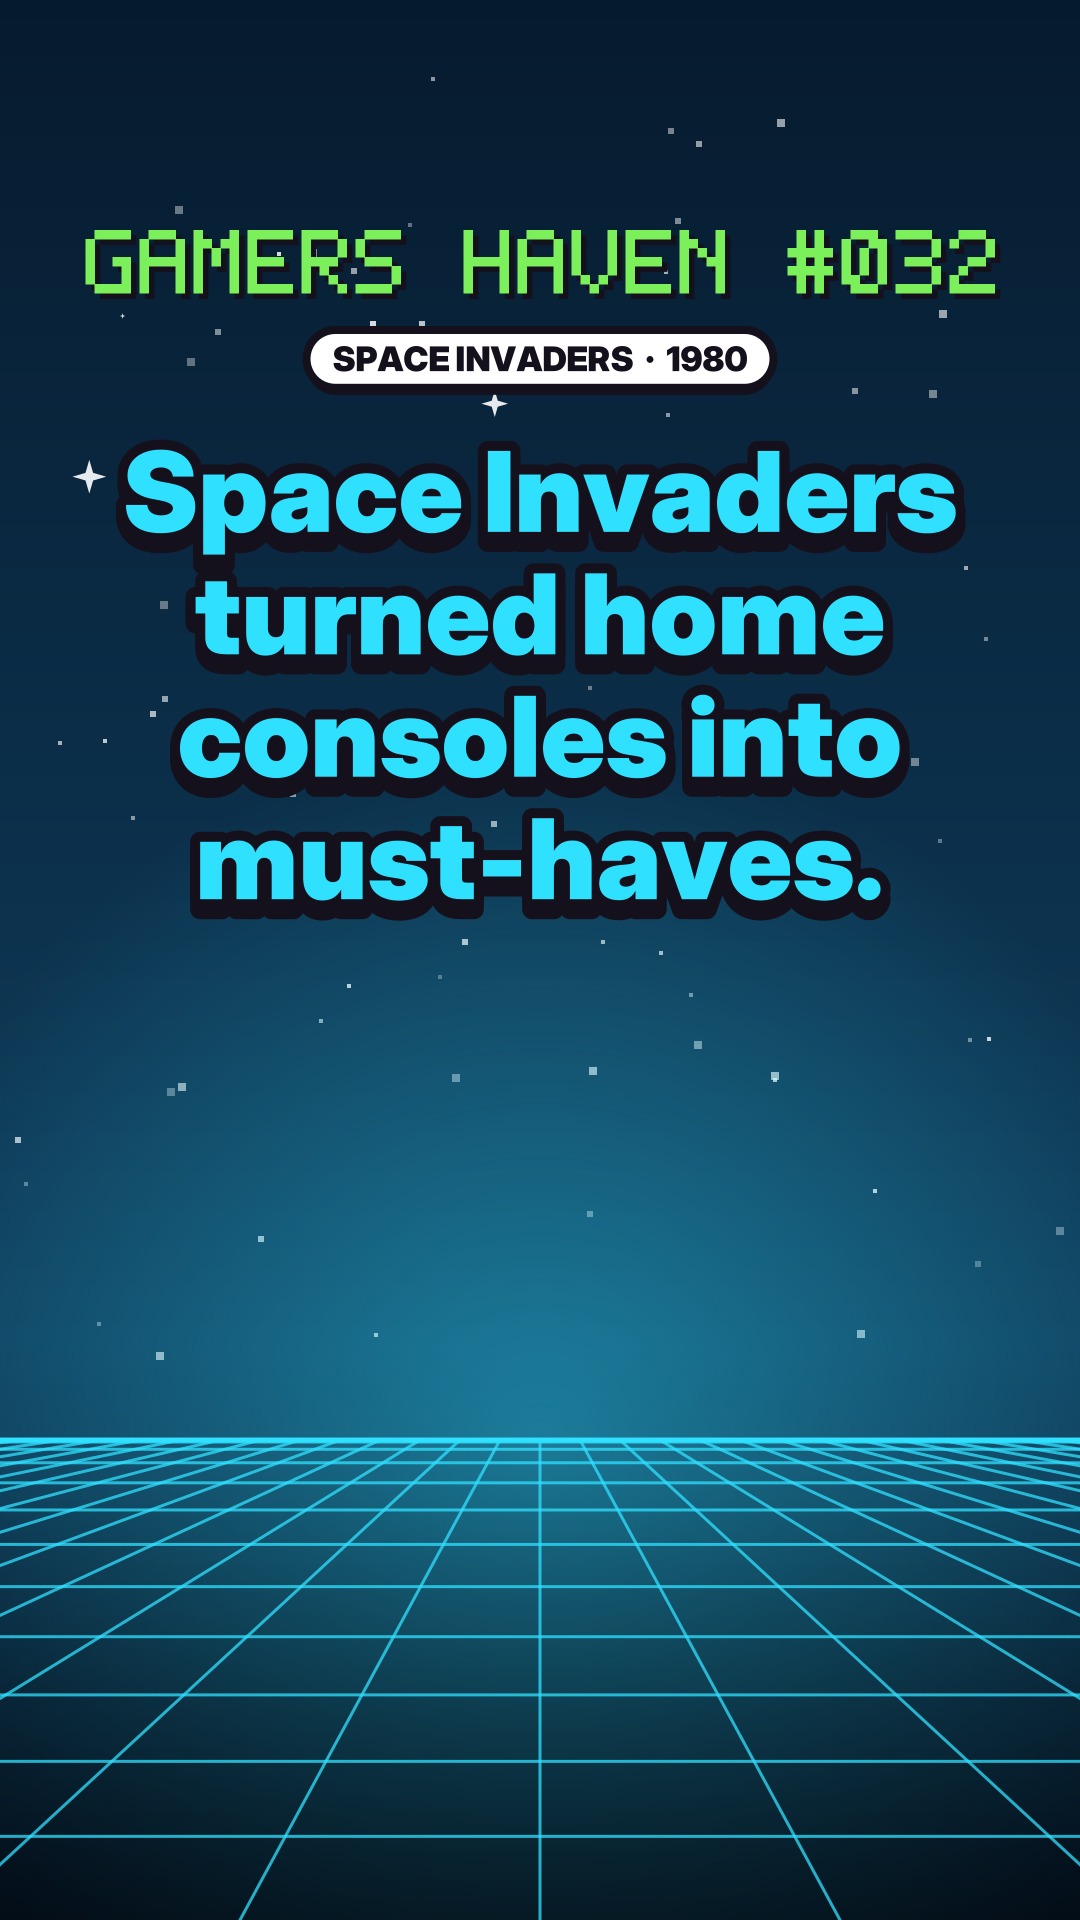 GAMERS HAVEN #032
SPACE INVADERS · 1980
Space Invaders
turned home
consoles into
must-haves.